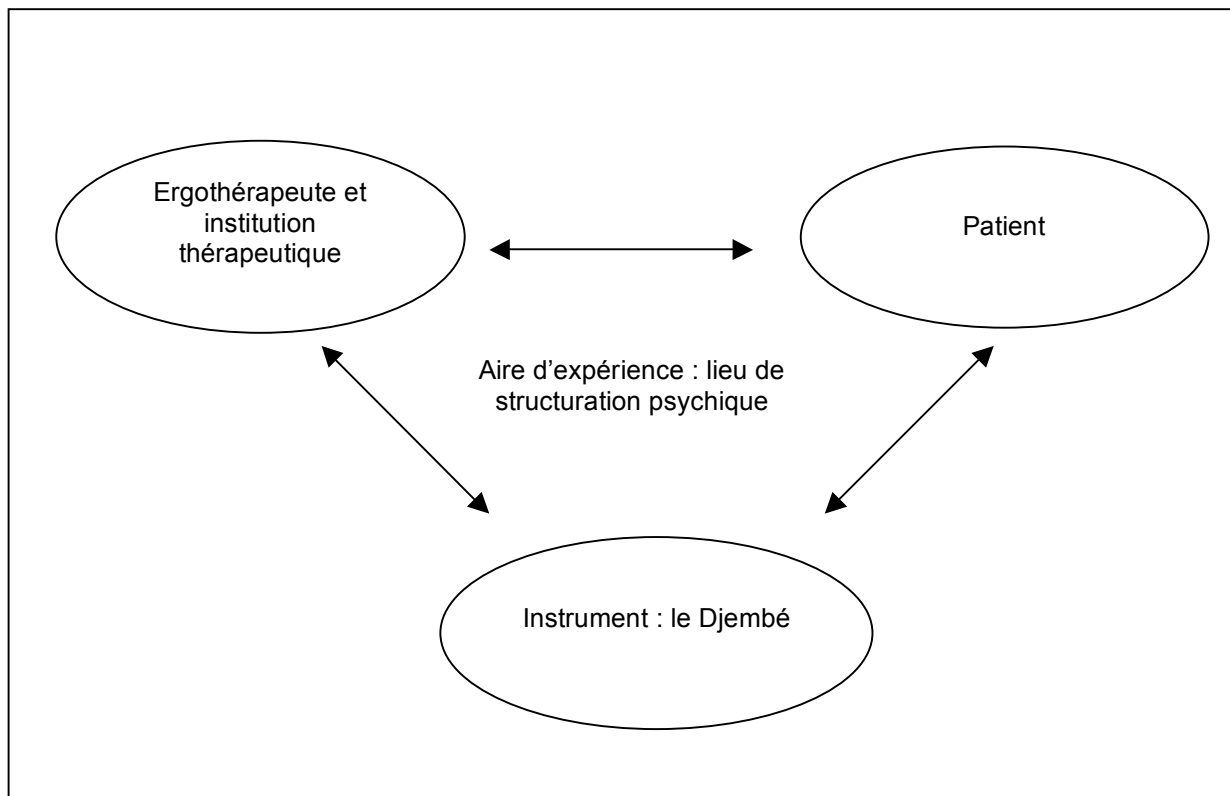 Ergothérapeute et
institution
thérapeutique
Patient
Aire d’expérience : lieu de
structuration psychique
Instrument : le Djembé